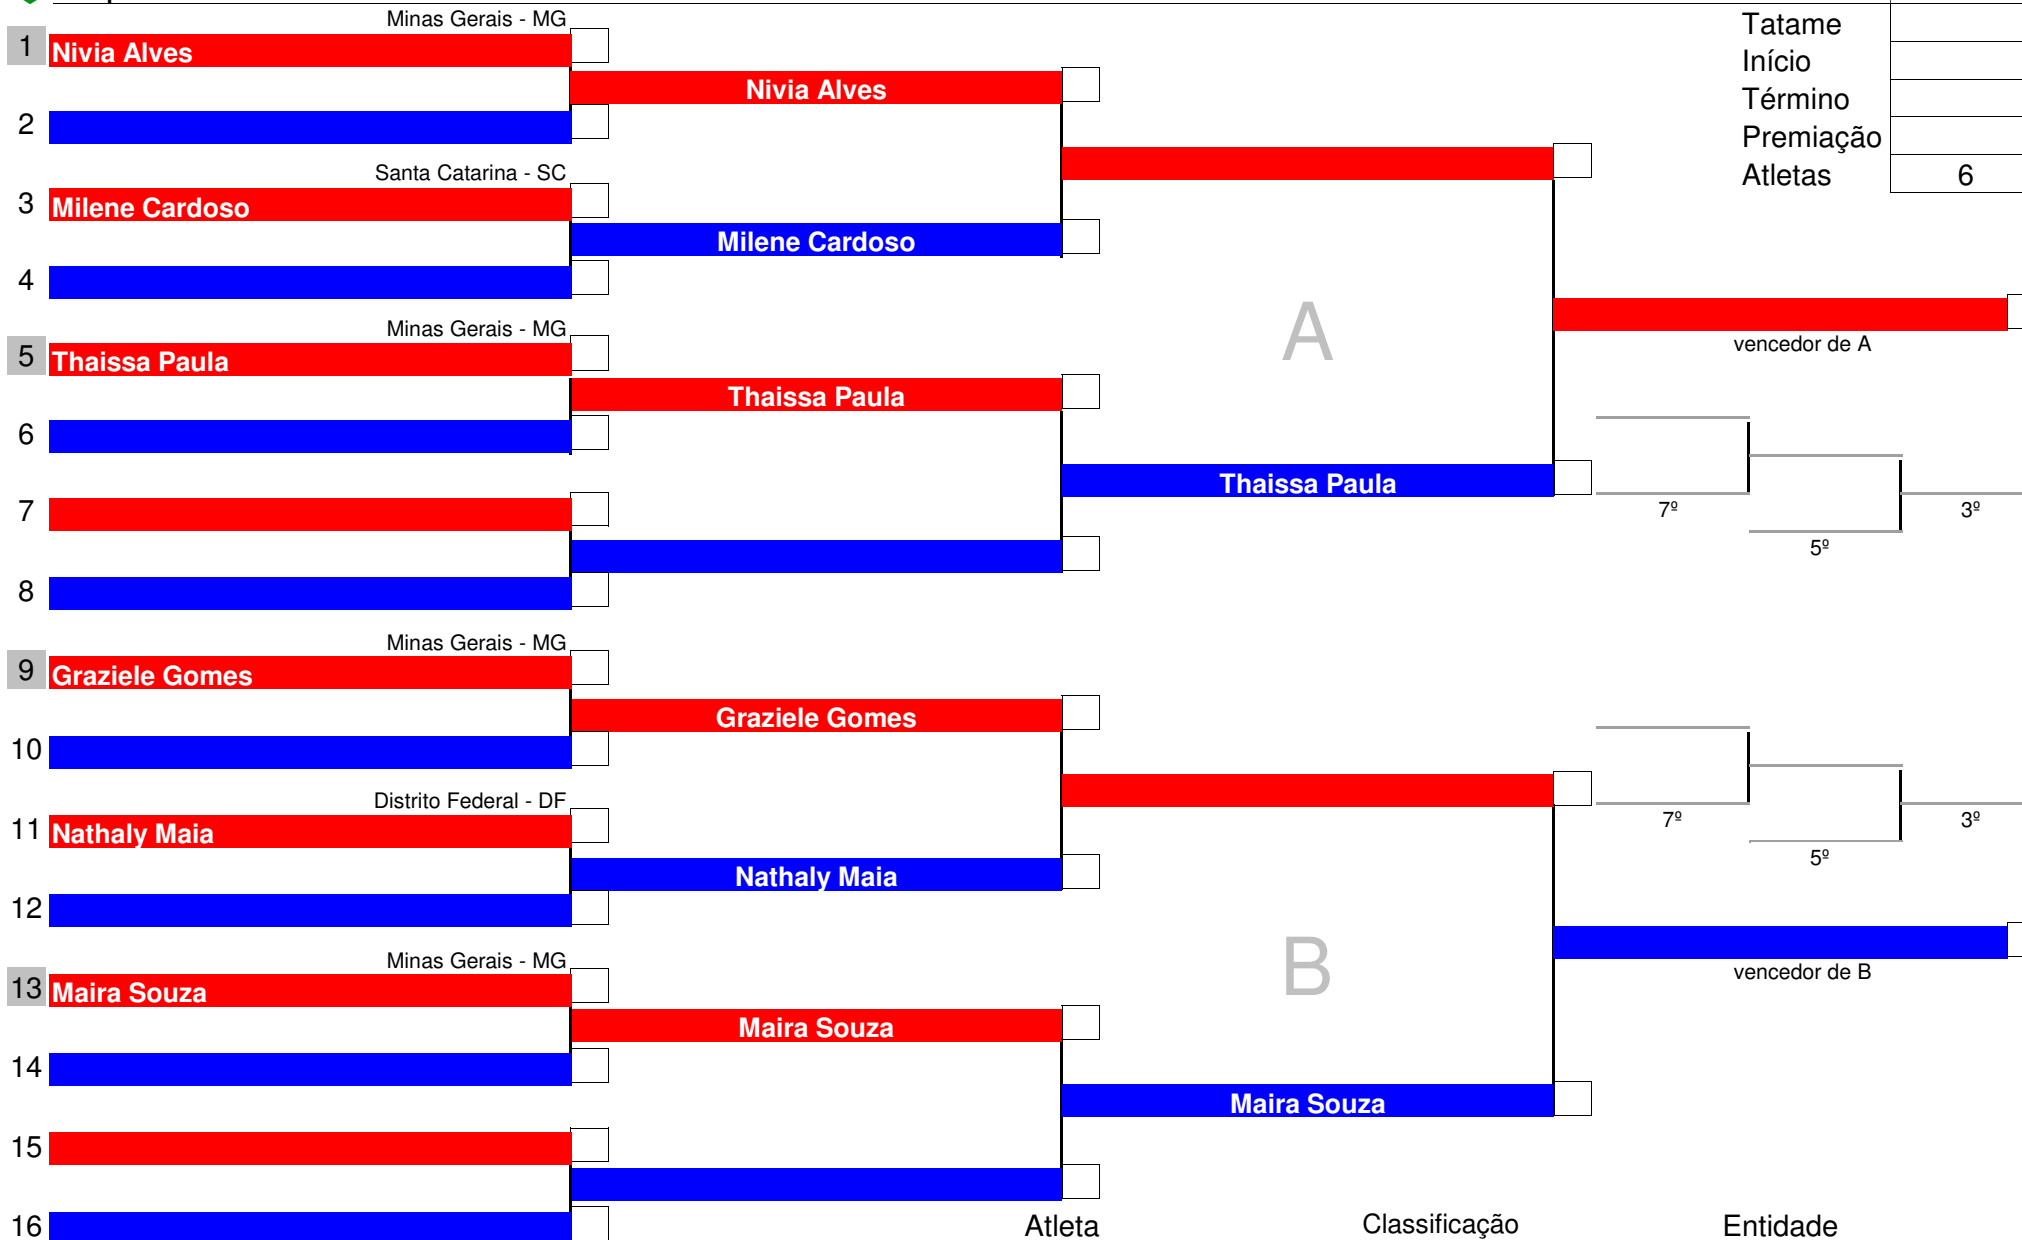 Minas Gerais - MG
1 Nivia Alves
Nivia Alves
2
Santa Catarina - SC
3 Milene Cardoso
Milene Cardoso
4
Minas Gerais - MG
5 Thaissa Paula
Thaissa Paula
6
7
Thaissa Paula
8
A
vencedor de A
7º
5º
3º
Tatame
Início
Término
Premiação
Atletas 6
Minas Gerais - MG
9 Graziele Gomes
Graziele Gomes
10
Distrito Federal - DF
11 Nathaly Maia
Nathaly Maia
12
Minas Gerais - MG
13 Maira Souza
Maira Souza
14
Maira Souza
15
16
B
7º
5º
3º
vencedor de B
Atleta Classificação Entidade